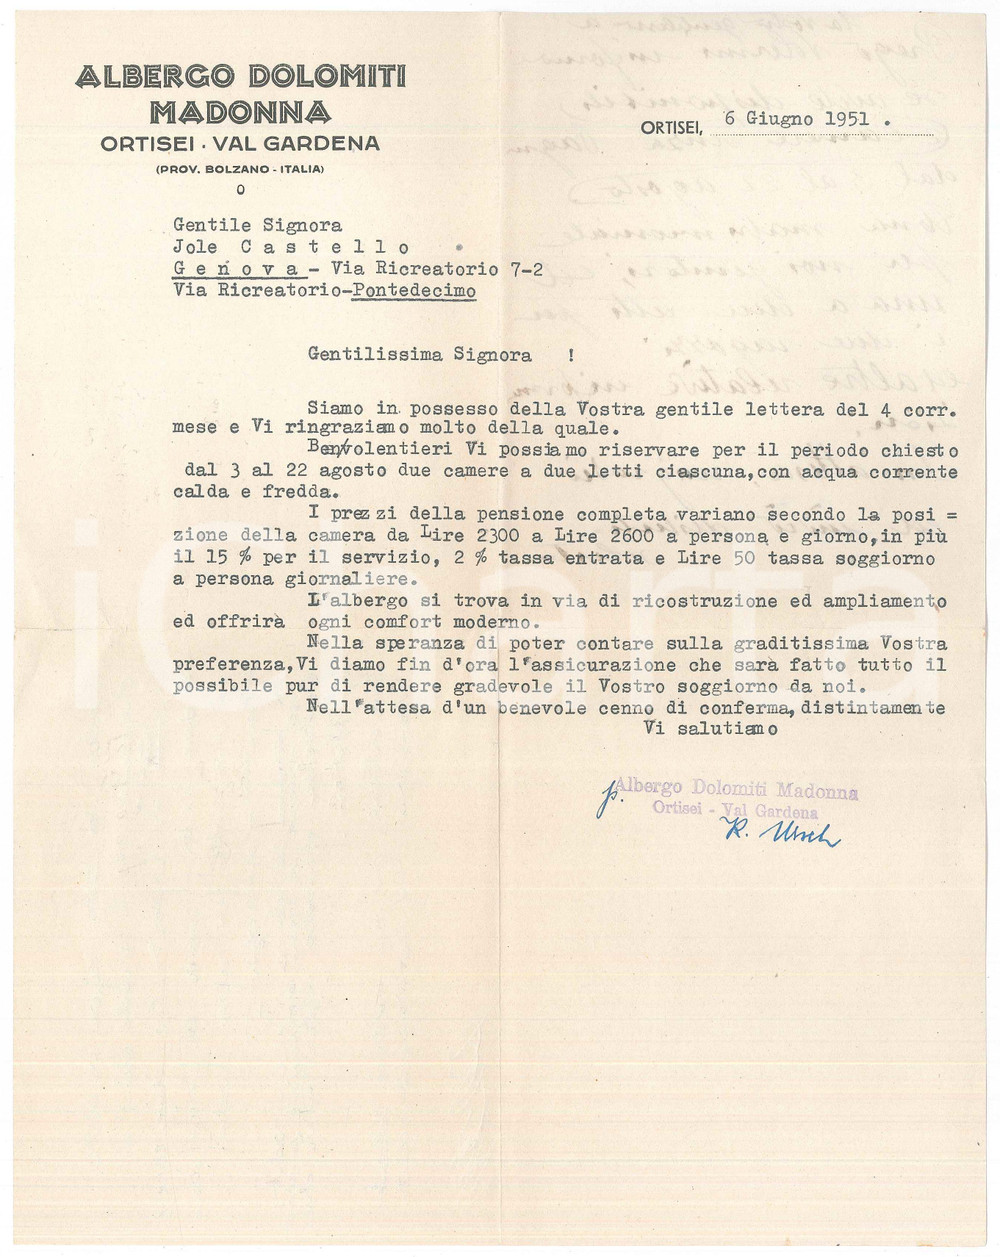 ALBERGO DOLOMITI
MADONNA
ORTISEI · VAL GARDENA
(PROV. BOLZANO - ITALIA)
O
ORTISEI, 6 Giugno 1951 .
Gentile Signora
Jole C a s t e l l o
G e n o v a - Via Ricreatorio 7-2
Via Ricreatorio-Pontedecimo
Gentilissima Signora !
Siamo in possesso della Vostra gentile lettera del 4 corr.
mese e Vi ringraziamo molto della quale.
Ben/volentieri Vi possiamo riservare per il periodo chiesto
dal 3 al 22 agosto due camere a due letti ciascuna,con acqua corrente
calda e fredda.
I prezzi della pensione completa variano secondo la posi =
zione della camera da Lire 2300 a Lire 2600 a persona e giorno,in più
il 15 % per il servizio, 2 % tassa entrata e Lire 50 tassa soggiorno
a persona giornaliere.
L'albergo si trova in via di ricostruzione ed ampliamento
ed offrirà ogni comfort moderno.
Nella speranza di poter contare sulla graditissima Vostra
preferenza,Vi diamo fin d'ora l'assicurazione che sarà fatto tutto il
possibile pur di rendere gradevole il Vostro soggiorno da noi.
Nell'attesa d'un benevole cenno di conferma,distintamente
Vi salutiamo
p. Albergo Dolomiti Madonna
Ortisei - Val Gardena
K.